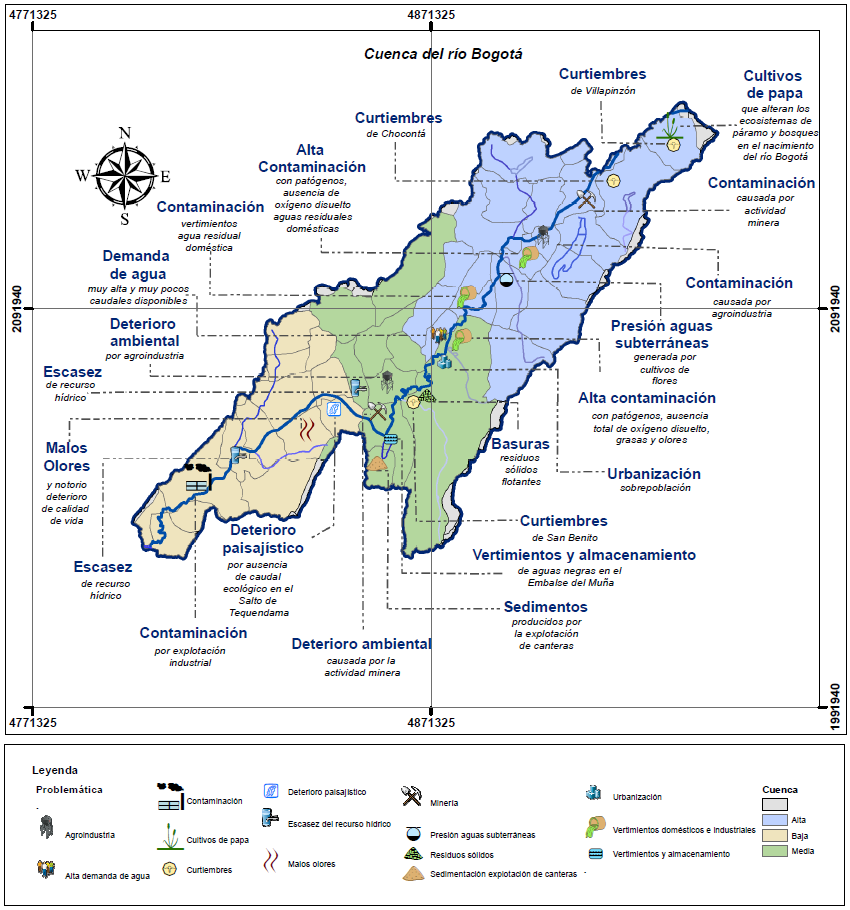 4771325
4871325
Cuenca del río Bogotá
Curtiembres
de Villapinzón
Cultivos
de papa
que alteran los
ecosistemas de
páramo y bosques
en el nacimiento
del río Bogotá
Curtiembres
de Chocontá
Alta
Contaminación
con patógenos,
ausencia de
oxígeno disuelto
aguas residuales
domésticas
N
W
E
S
Contaminación
causada por
actividad
minera
Contaminación
vertimientos
agua residual
doméstica
Demanda
de agua
muy alta y muy pocos
caudales disponibles
Contaminación
causada por
agroindustria
2091940
2091940
Deterioro
ambiental
por agroindustria
Presión aguas
subterráneas
generada por
cultivos de
flores
Escasez
de recurso
hídrico
Alta contaminación
con patógenos, ausencia
total de oxígeno disuelto,
grasas y olores
Malos
Olores
y notorio
deterioro
de calidad
de vida
Basuras
residuos
sólidos
flotantes
Urbanización
sobrepoblación
Deterioro
paisajístico
por ausencia
de caudal
ecológico en el
Salto de
Tequendama
Curtiembres
de San Benito
Escasez
de recurso
hídrico
Vertimientos y almacenamiento
de aguas negras en el
Embalse del Muña
Sedimentos
producidos por
la explotación
de canteras
Contaminación
por explotación
industrial
Deterioro ambiental
causada por la
actividad minera
1991940
4771325
4871325
Leyenda
Problemática
Agroindustria
Alta demanda de agua
Contaminación
Cultivos de papa
Curtiembres
Deterioro paisajístico
Escasez del recurso hídrico
Malos olores
Minería
Presión aguas subterráneas
Residuos sólidos
Sedimentación explotación de canteras
Urbanización
Vertimientos domésticos e Industriales
Vertimientos y almacenamiento
Cuenca
Alta
Baja
Media